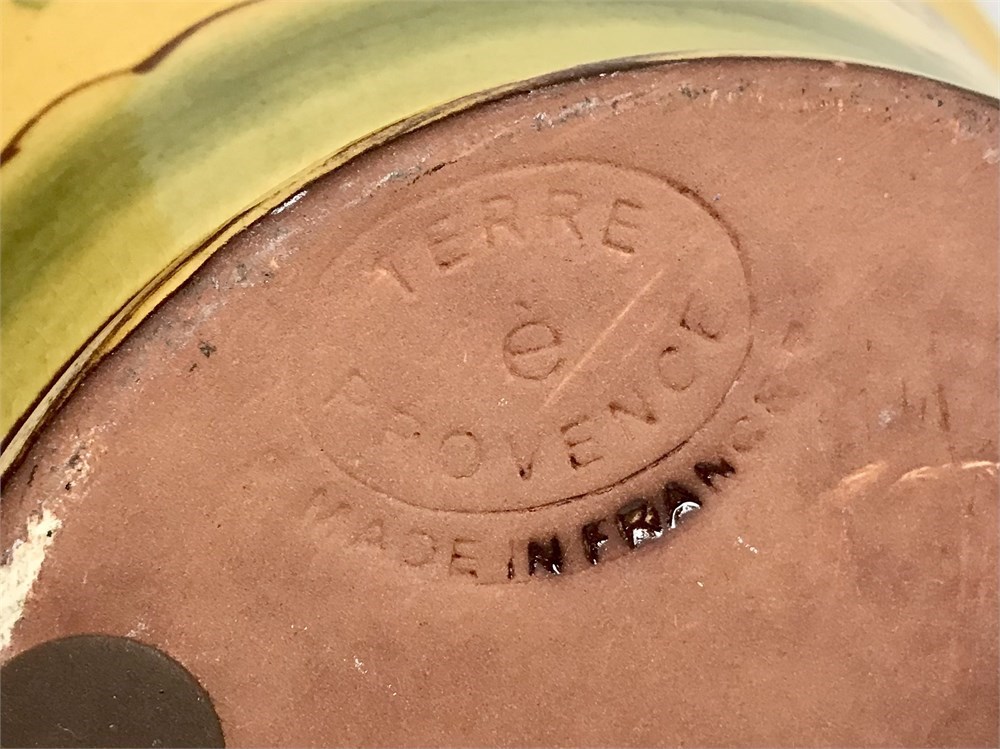 TERRE
è
PROVENCE
MADE IN FRANCE